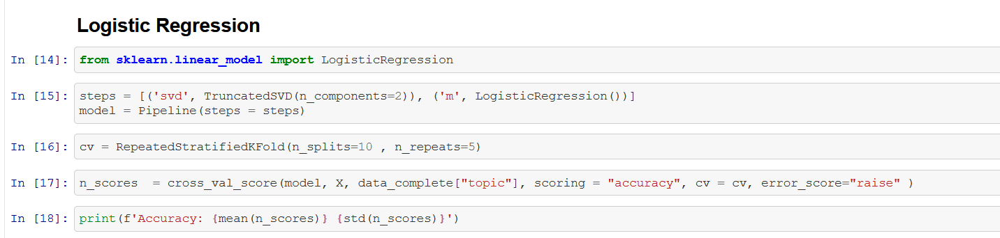 Logistic Regression
In [14]: from sklearn.linear_model import LogisticRegression
In [15]: steps = [('svd', TruncatedSVD(n_components=2)), ('m', LogisticRegression())]
model = Pipeline(steps = steps)
In [16]: cv = RepeatedStratifiedKFold(n_splits=10 , n_repeats=5)
In [17]: n_scores  = cross_val_score(model, X, data_complete["topic"], scoring = "accuracy", cv = cv, error_score="raise" )
In [18]: print(f'Accuracy: {mean(n_scores)} {std(n_scores)}')